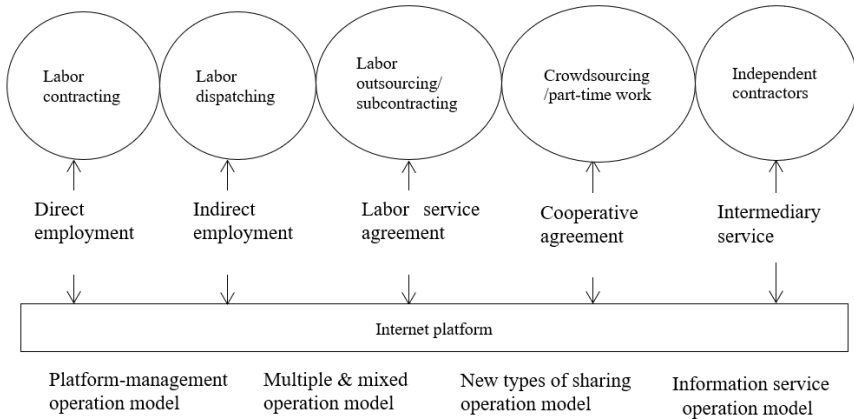 Labor
contracting
Labor
dispatching
Labor
outsourcing/
subcontracting
Crowdsourcing
/part-time work
Independent
contractors
Direct
employment
Indirect
employment
Labor service
agreement
Cooperative
agreement
Intermediary
service
Internet platform
Platform-management
operation model
Multiple & mixed
operation model
New types of sharing
operation model
Information service
operation model